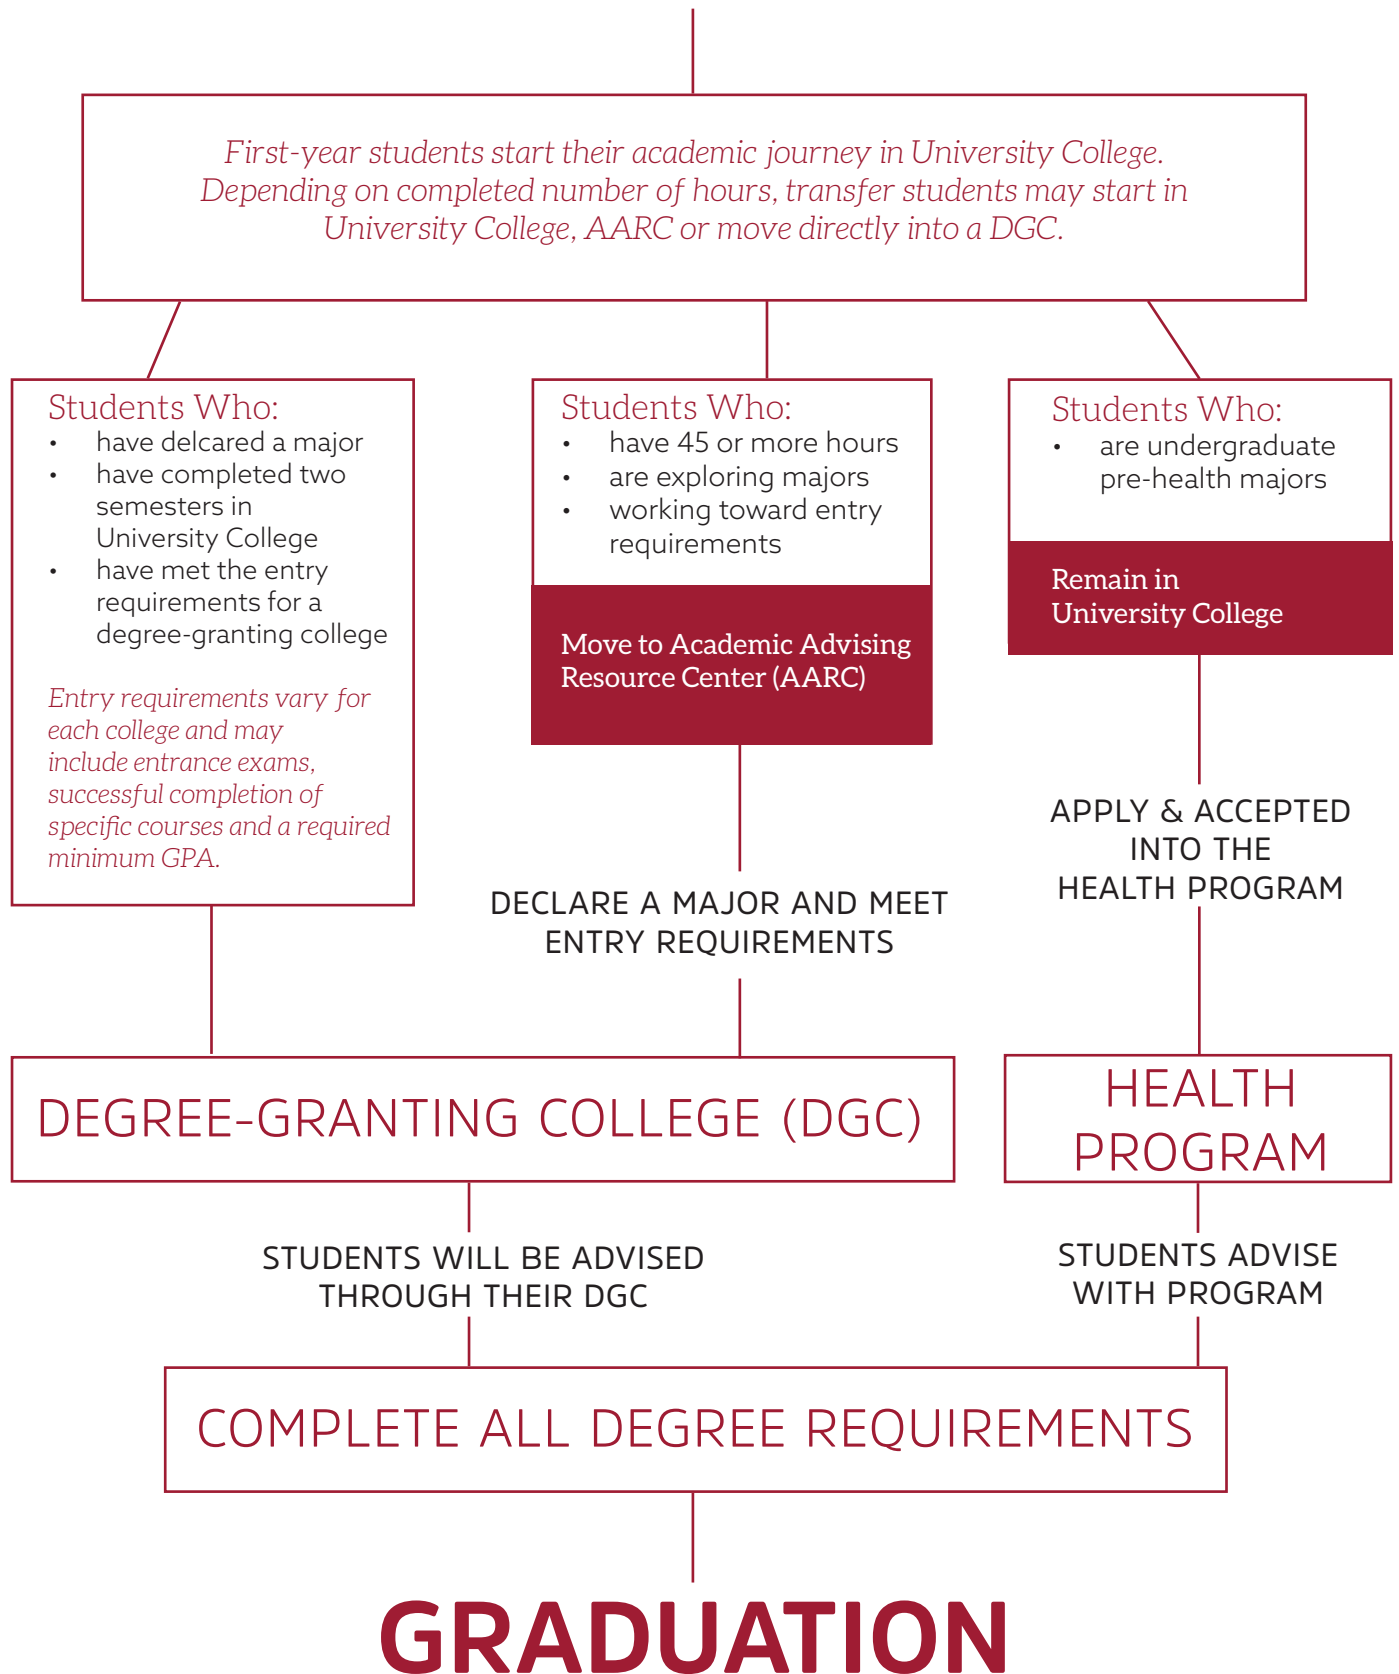 First-year students start their academic journey in University College.
Depending on completed number of hours, transfer students may start in
University College, AARC or move directly into a DGC.
Students Who:
• have delcared a major
• have completed two
semesters in
University College
• have met the entry
requirements for a
degree-granting college
Entry requirements vary for
each college and may
include entrance exams,
successful completion of
specific courses and a required
minimum GPA.
Students Who:
• have 45 or more hours
• are exploring majors
• working toward entry
requirements
Move to Academic Advising
Resource Center (AARC)
Students Who:
• are undergraduate
pre-health majors
Remain in
University College
DECLARE A MAJOR AND MEET
ENTRY REQUIREMENTS
APPLY & ACCEPTED
INTO THE
HEALTH PROGRAM
DEGREE-GRANTING COLLEGE (DGC)
HEALTH
PROGRAM
STUDENTS WILL BE ADVISED
THROUGH THEIR DGC
STUDENTS ADVISE
WITH PROGRAM
COMPLETE ALL DEGREE REQUIREMENTS
GRADUATION